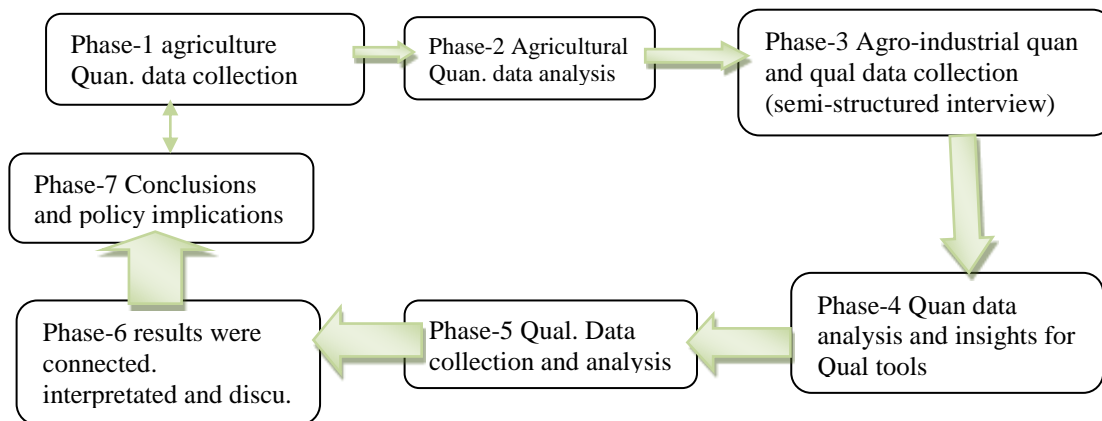 Phase-1 agriculture
Quan. data collection
Phase-2 Agricultural
Quan. data analysis
Phase-3 Agro-industrial quan
and qual data collection
(semi-structured interview)
Phase-4 Quan data
analysis and insights for
Qual tools
Phase-5 Qual. Data
collection and analysis
Phase-6 results were
connected.
interpretated and discu.
Phase-7 Conclusions
and policy implications